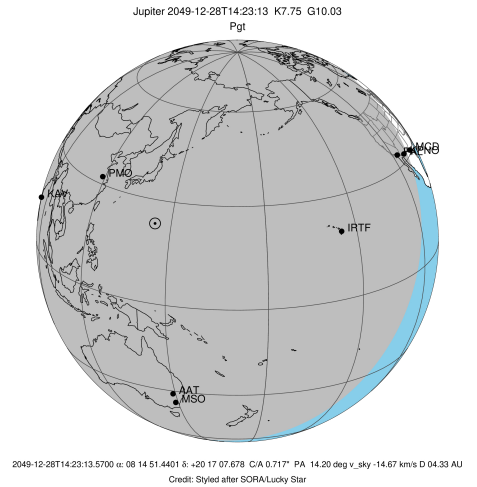 Jupiter 2049-12-28T14:23:13 K7.75 G10.03
Pgt
MCD
KPNO
PMO
KAV
IRTF
AAT
MSO
2049-12-28T14:23:13.5700 α: 08 14 51.4401 δ: +20 17 07.678 C/A 0.717" PA 14.20 deg v_sky -14.67 km/s D 04.33 AU
Credit: Styled after SORA/Lucky Star